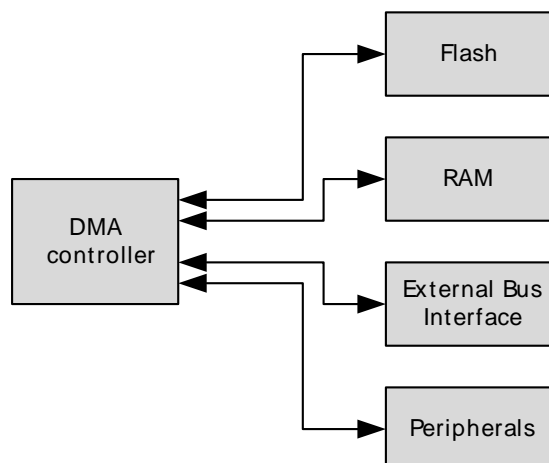 Flash
RAM
DMA
controller
External Bus
Interface
Peripherals